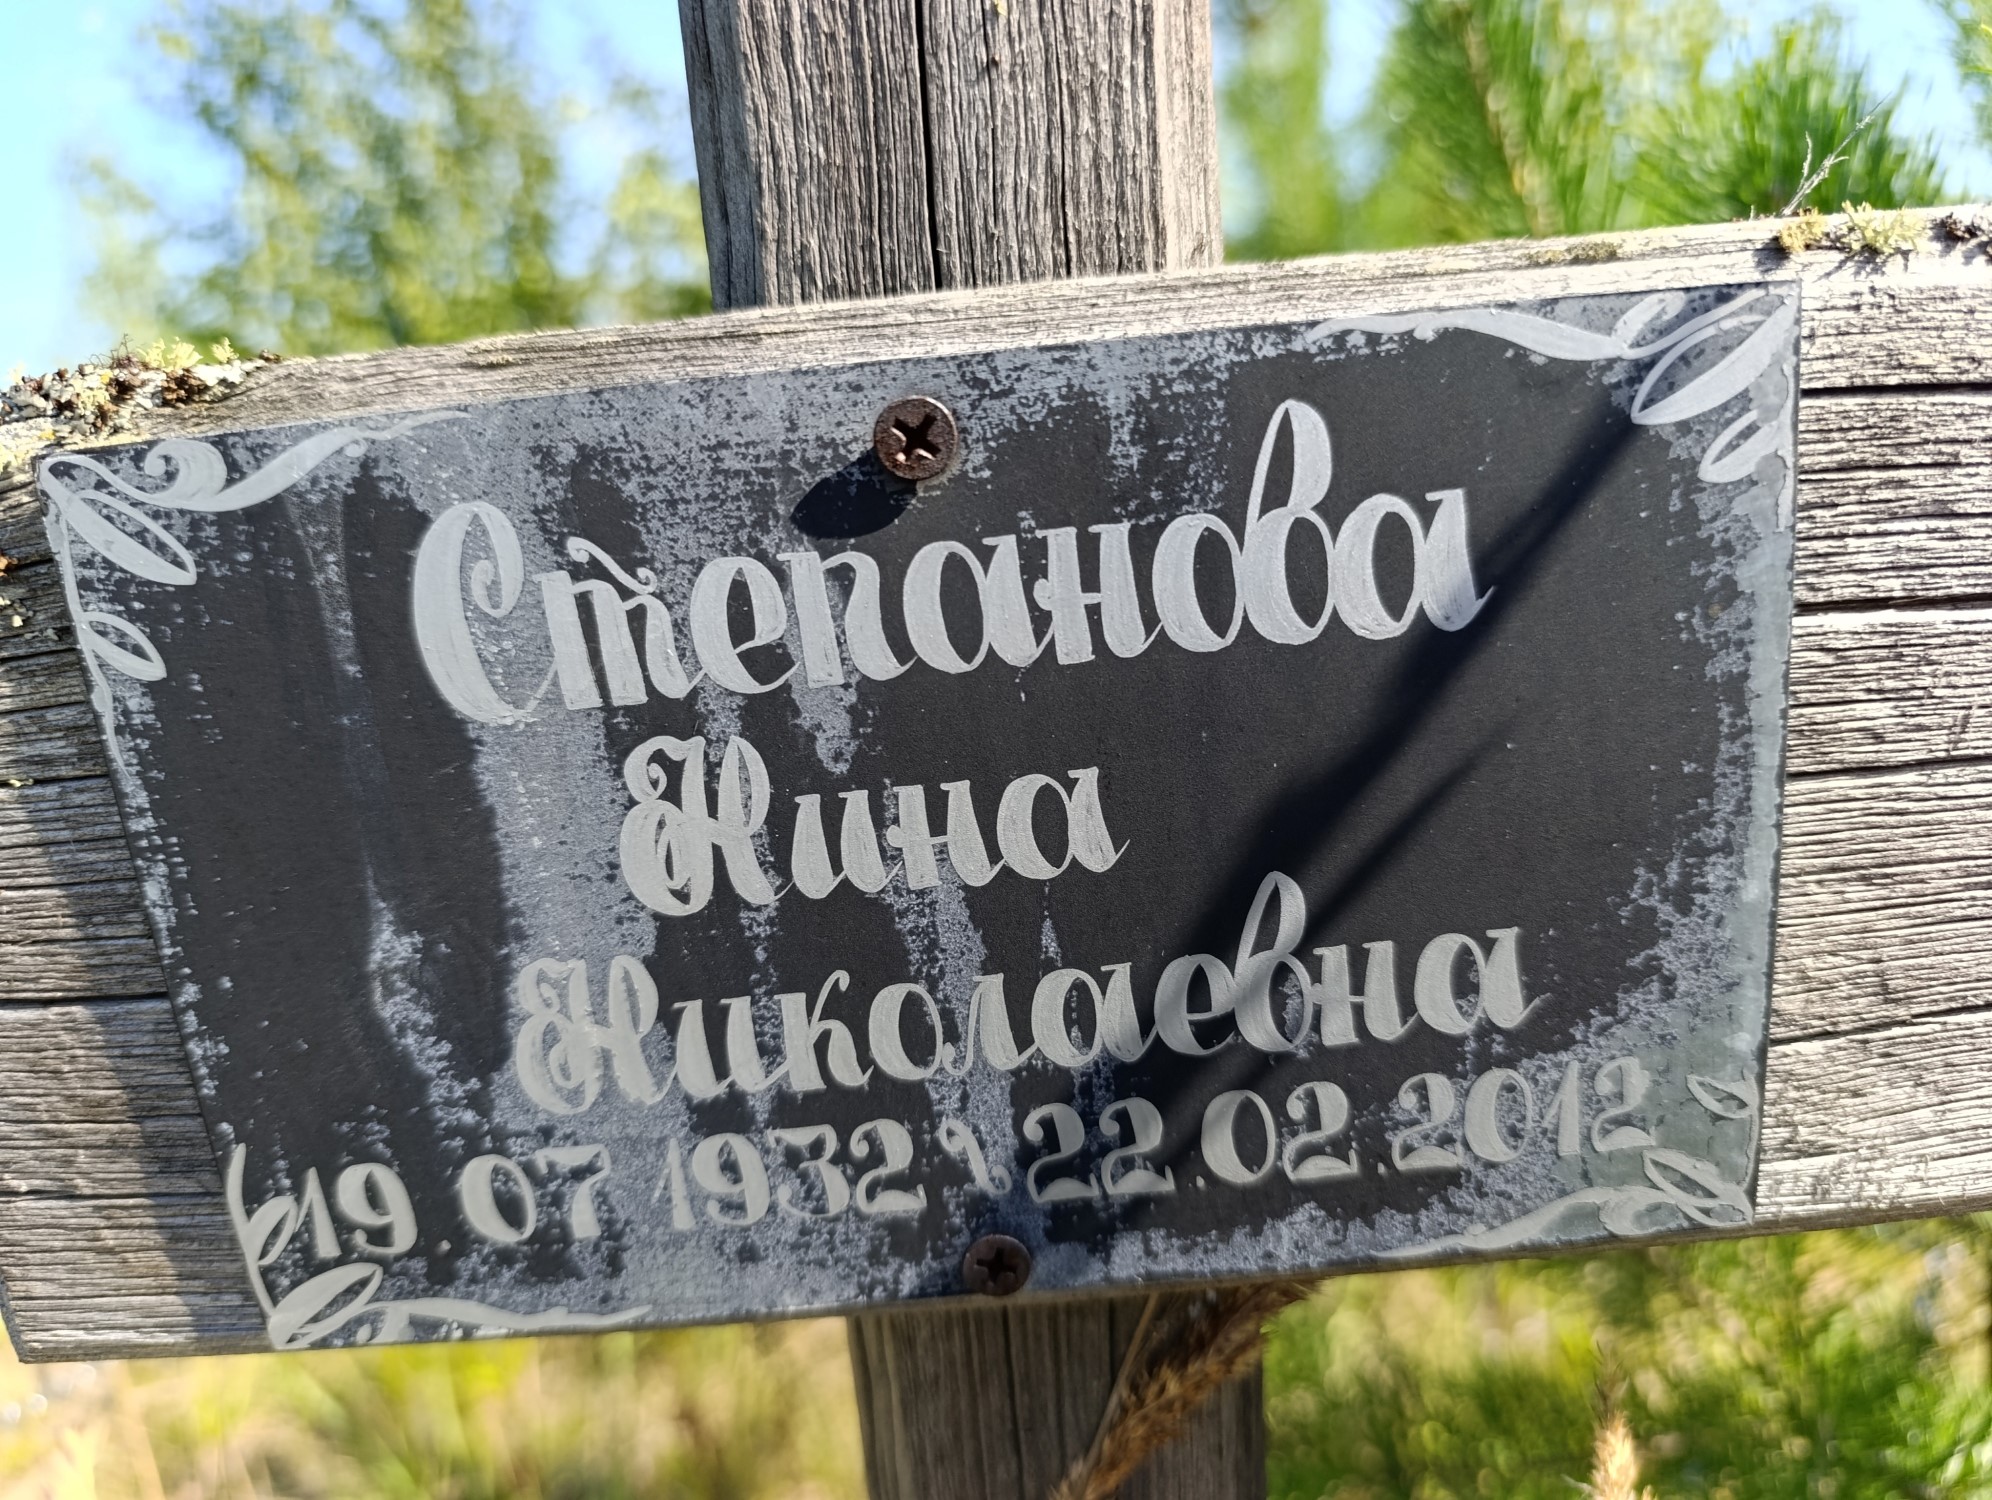 Степанова
Нина
Николаевна
19.07 1932 ~ 22.02.2012